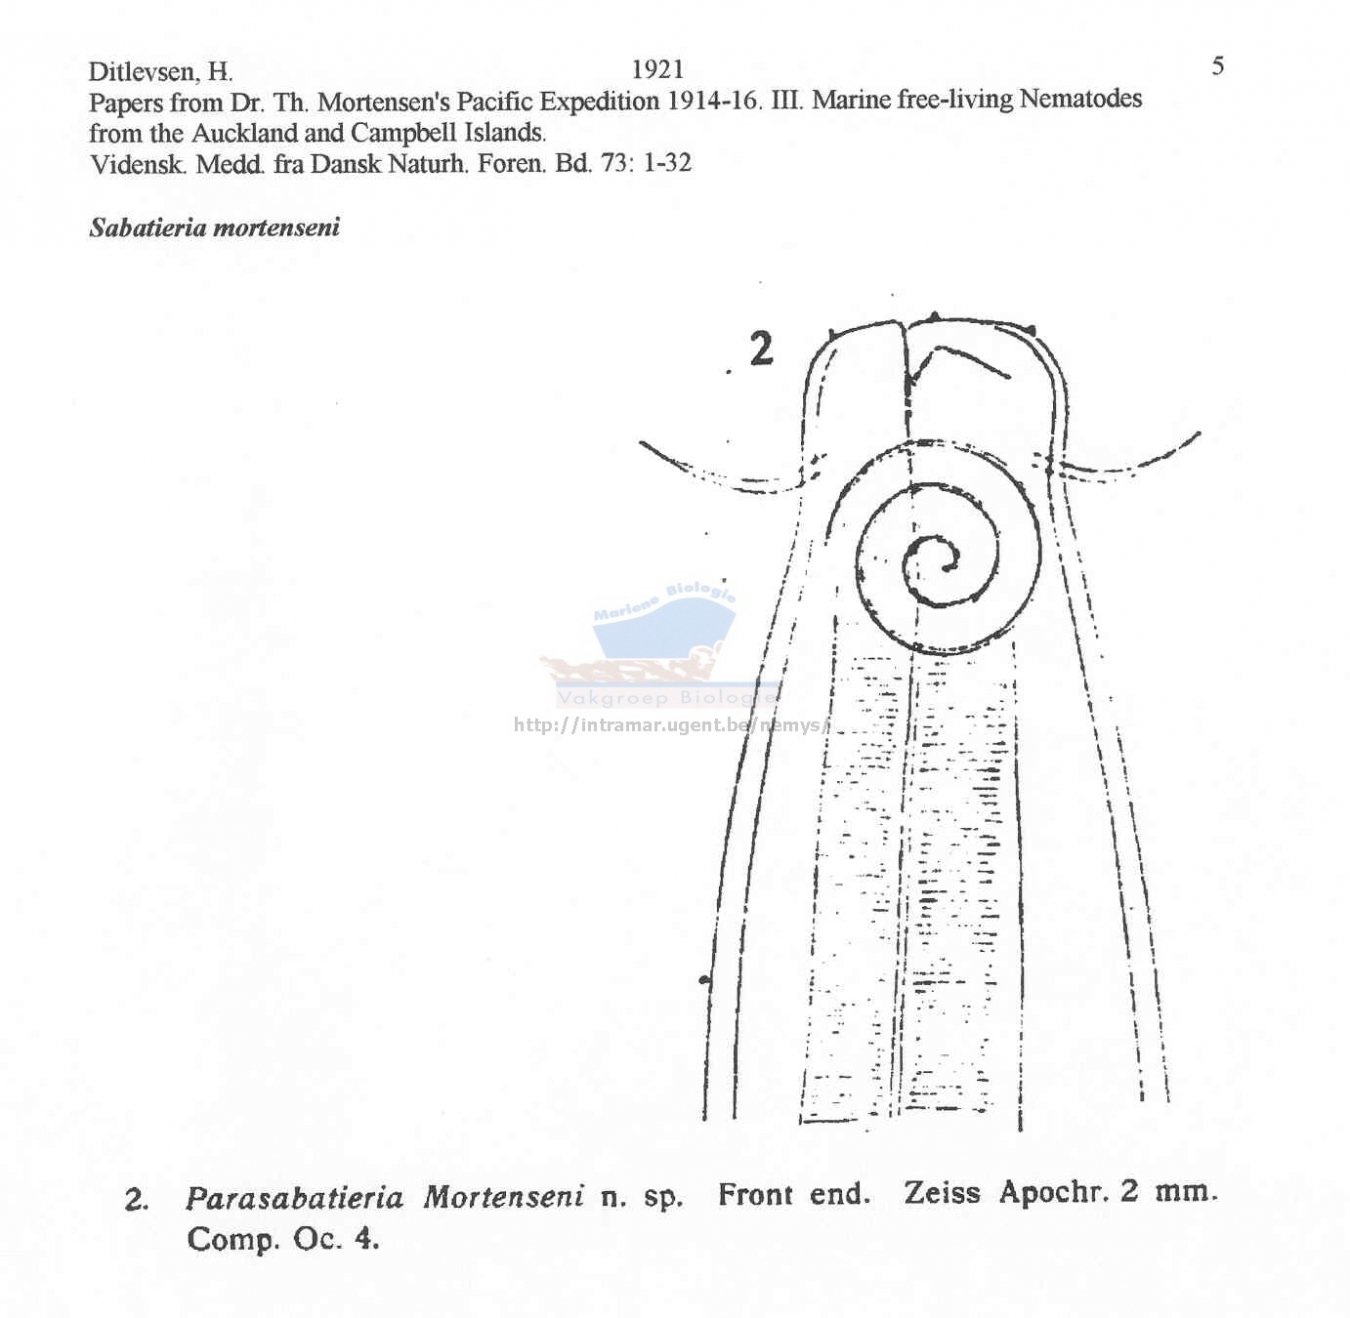 Ditlevsen, H. 1921 5
Papers from Dr. Th. Mortensen's Pacific Expedition 1914-16. III. Marine free-living Nematodes
from the Auckland and Campbell Islands.
Vidensk. Medd. fra Dansk Naturh. Foren. Bd. 73: 1-32
Sabatieria mortenseni
2
Mariene Biologie
Vakgroep Biologie
http://intramar.ugent.be/nemys/
2. Parasabatieria Mortenseni n. sp. Front end. Zeiss Apochr. 2 mm.
Comp. Oc. 4.